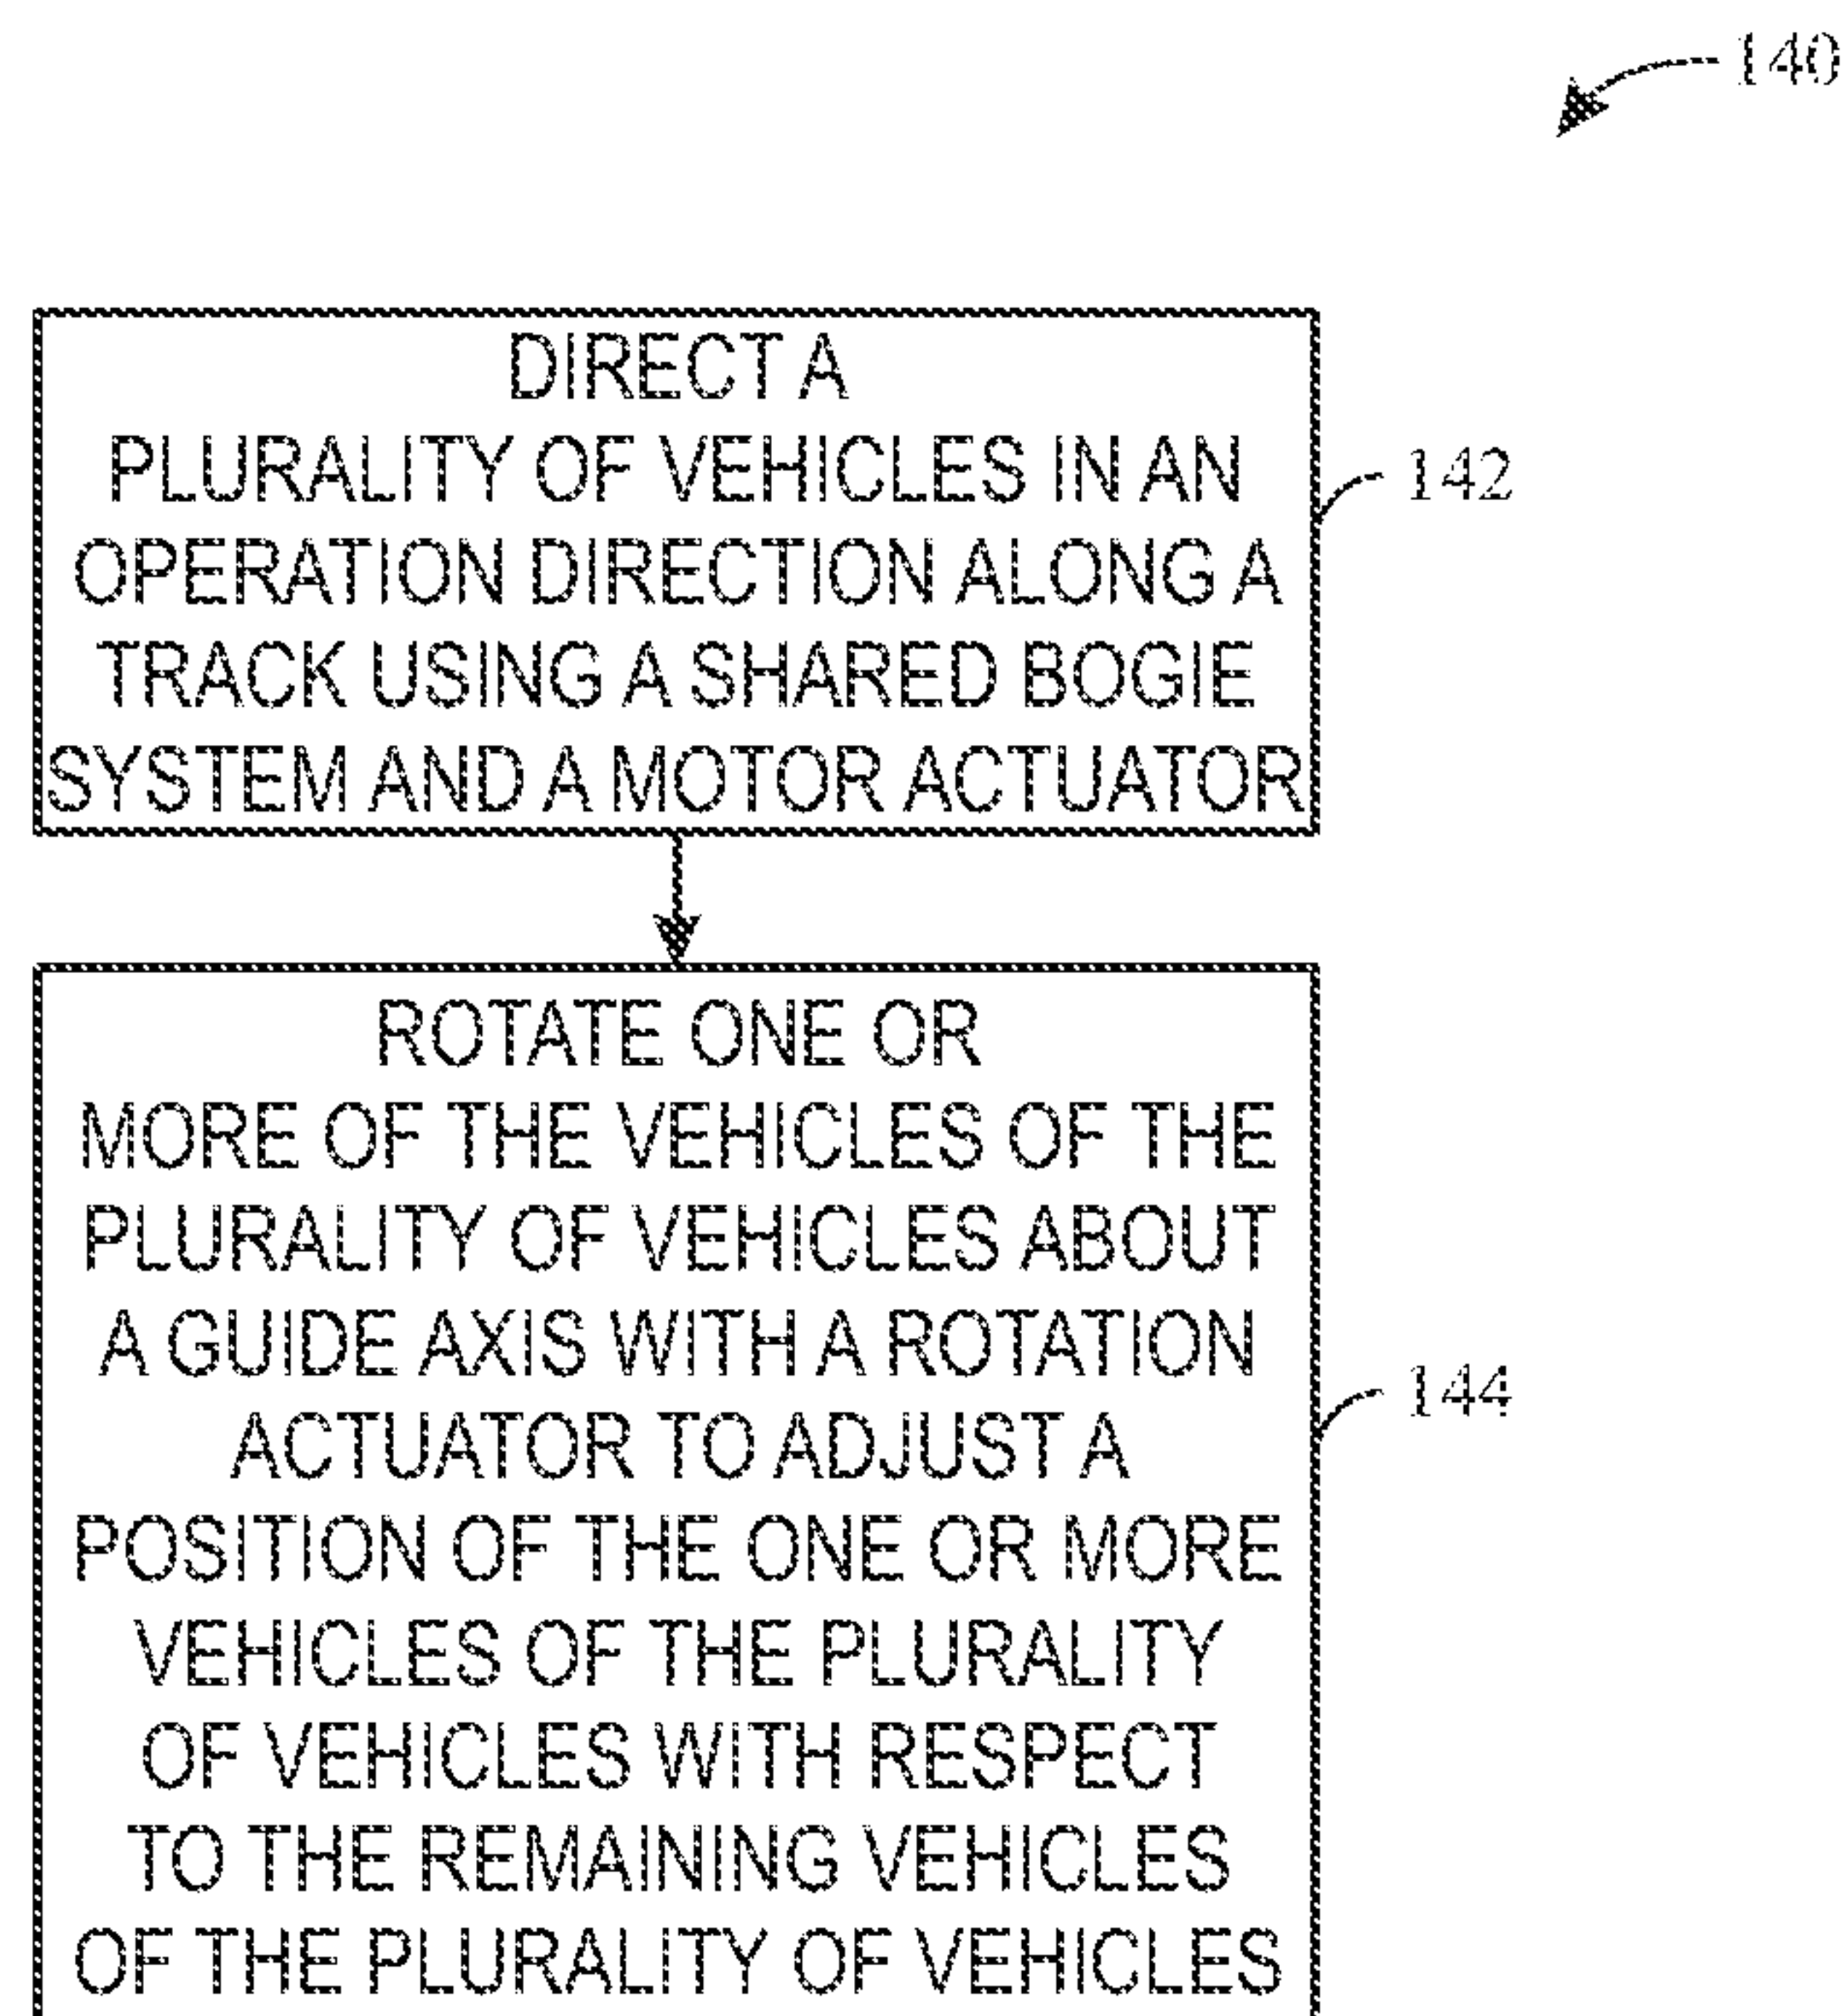 140
DIRECT A
PLURALITY OF VEHICLES IN AN
OPERATION DIRECTION ALONG A
TRACK USING A SHARED BOGIE
SYSTEM AND A MOTOR ACTUATOR
142
ROTATE ONE OR
MORE OF THE VEHICLES OF THE
PLURALITY OF VEHICLES ABOUT
A GUIDE AXIS WITH A ROTATION
ACTUATOR TO ADJUST A
POSITION OF THE ONE OR MORE
VEHICLES OF THE PLURALITY
OF VEHICLES WITH RESPECT
TO THE REMAINING VEHICLES
OF THE PLURALITY OF VEHICLES
144